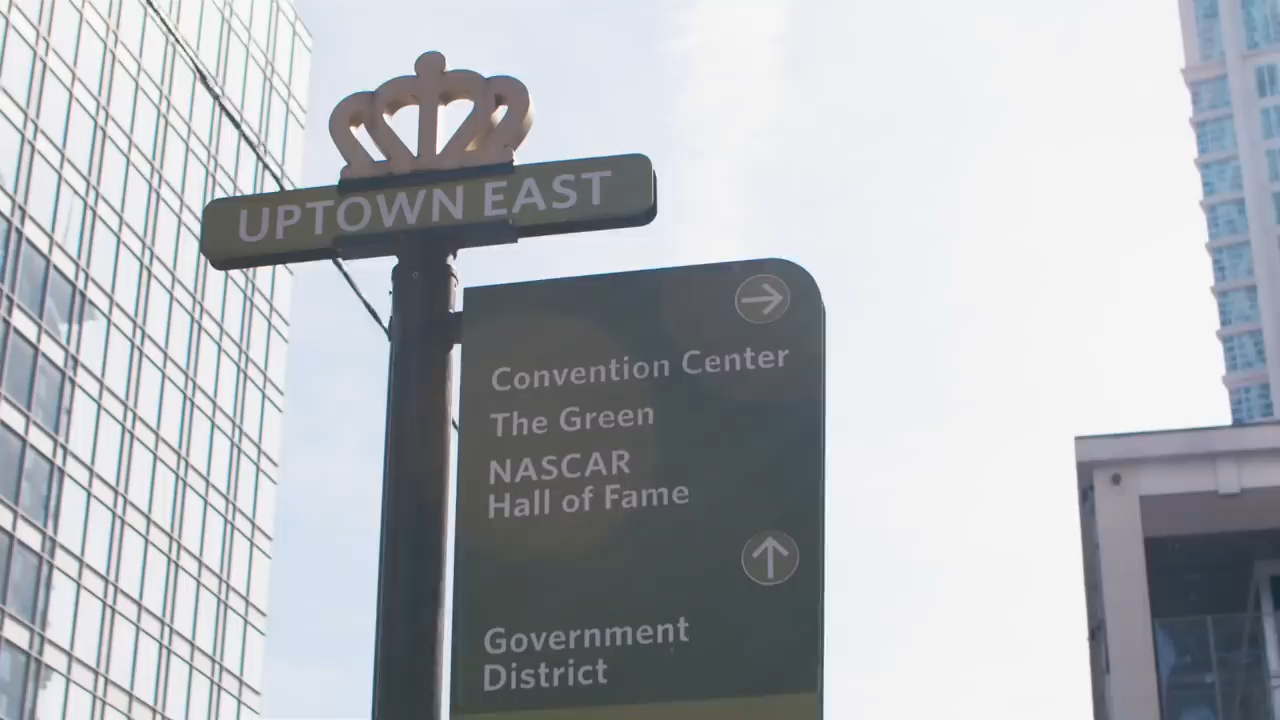 UPTOWN EAST
Convention Center
The Green
NASCAR
Hall of Fame
Government
District